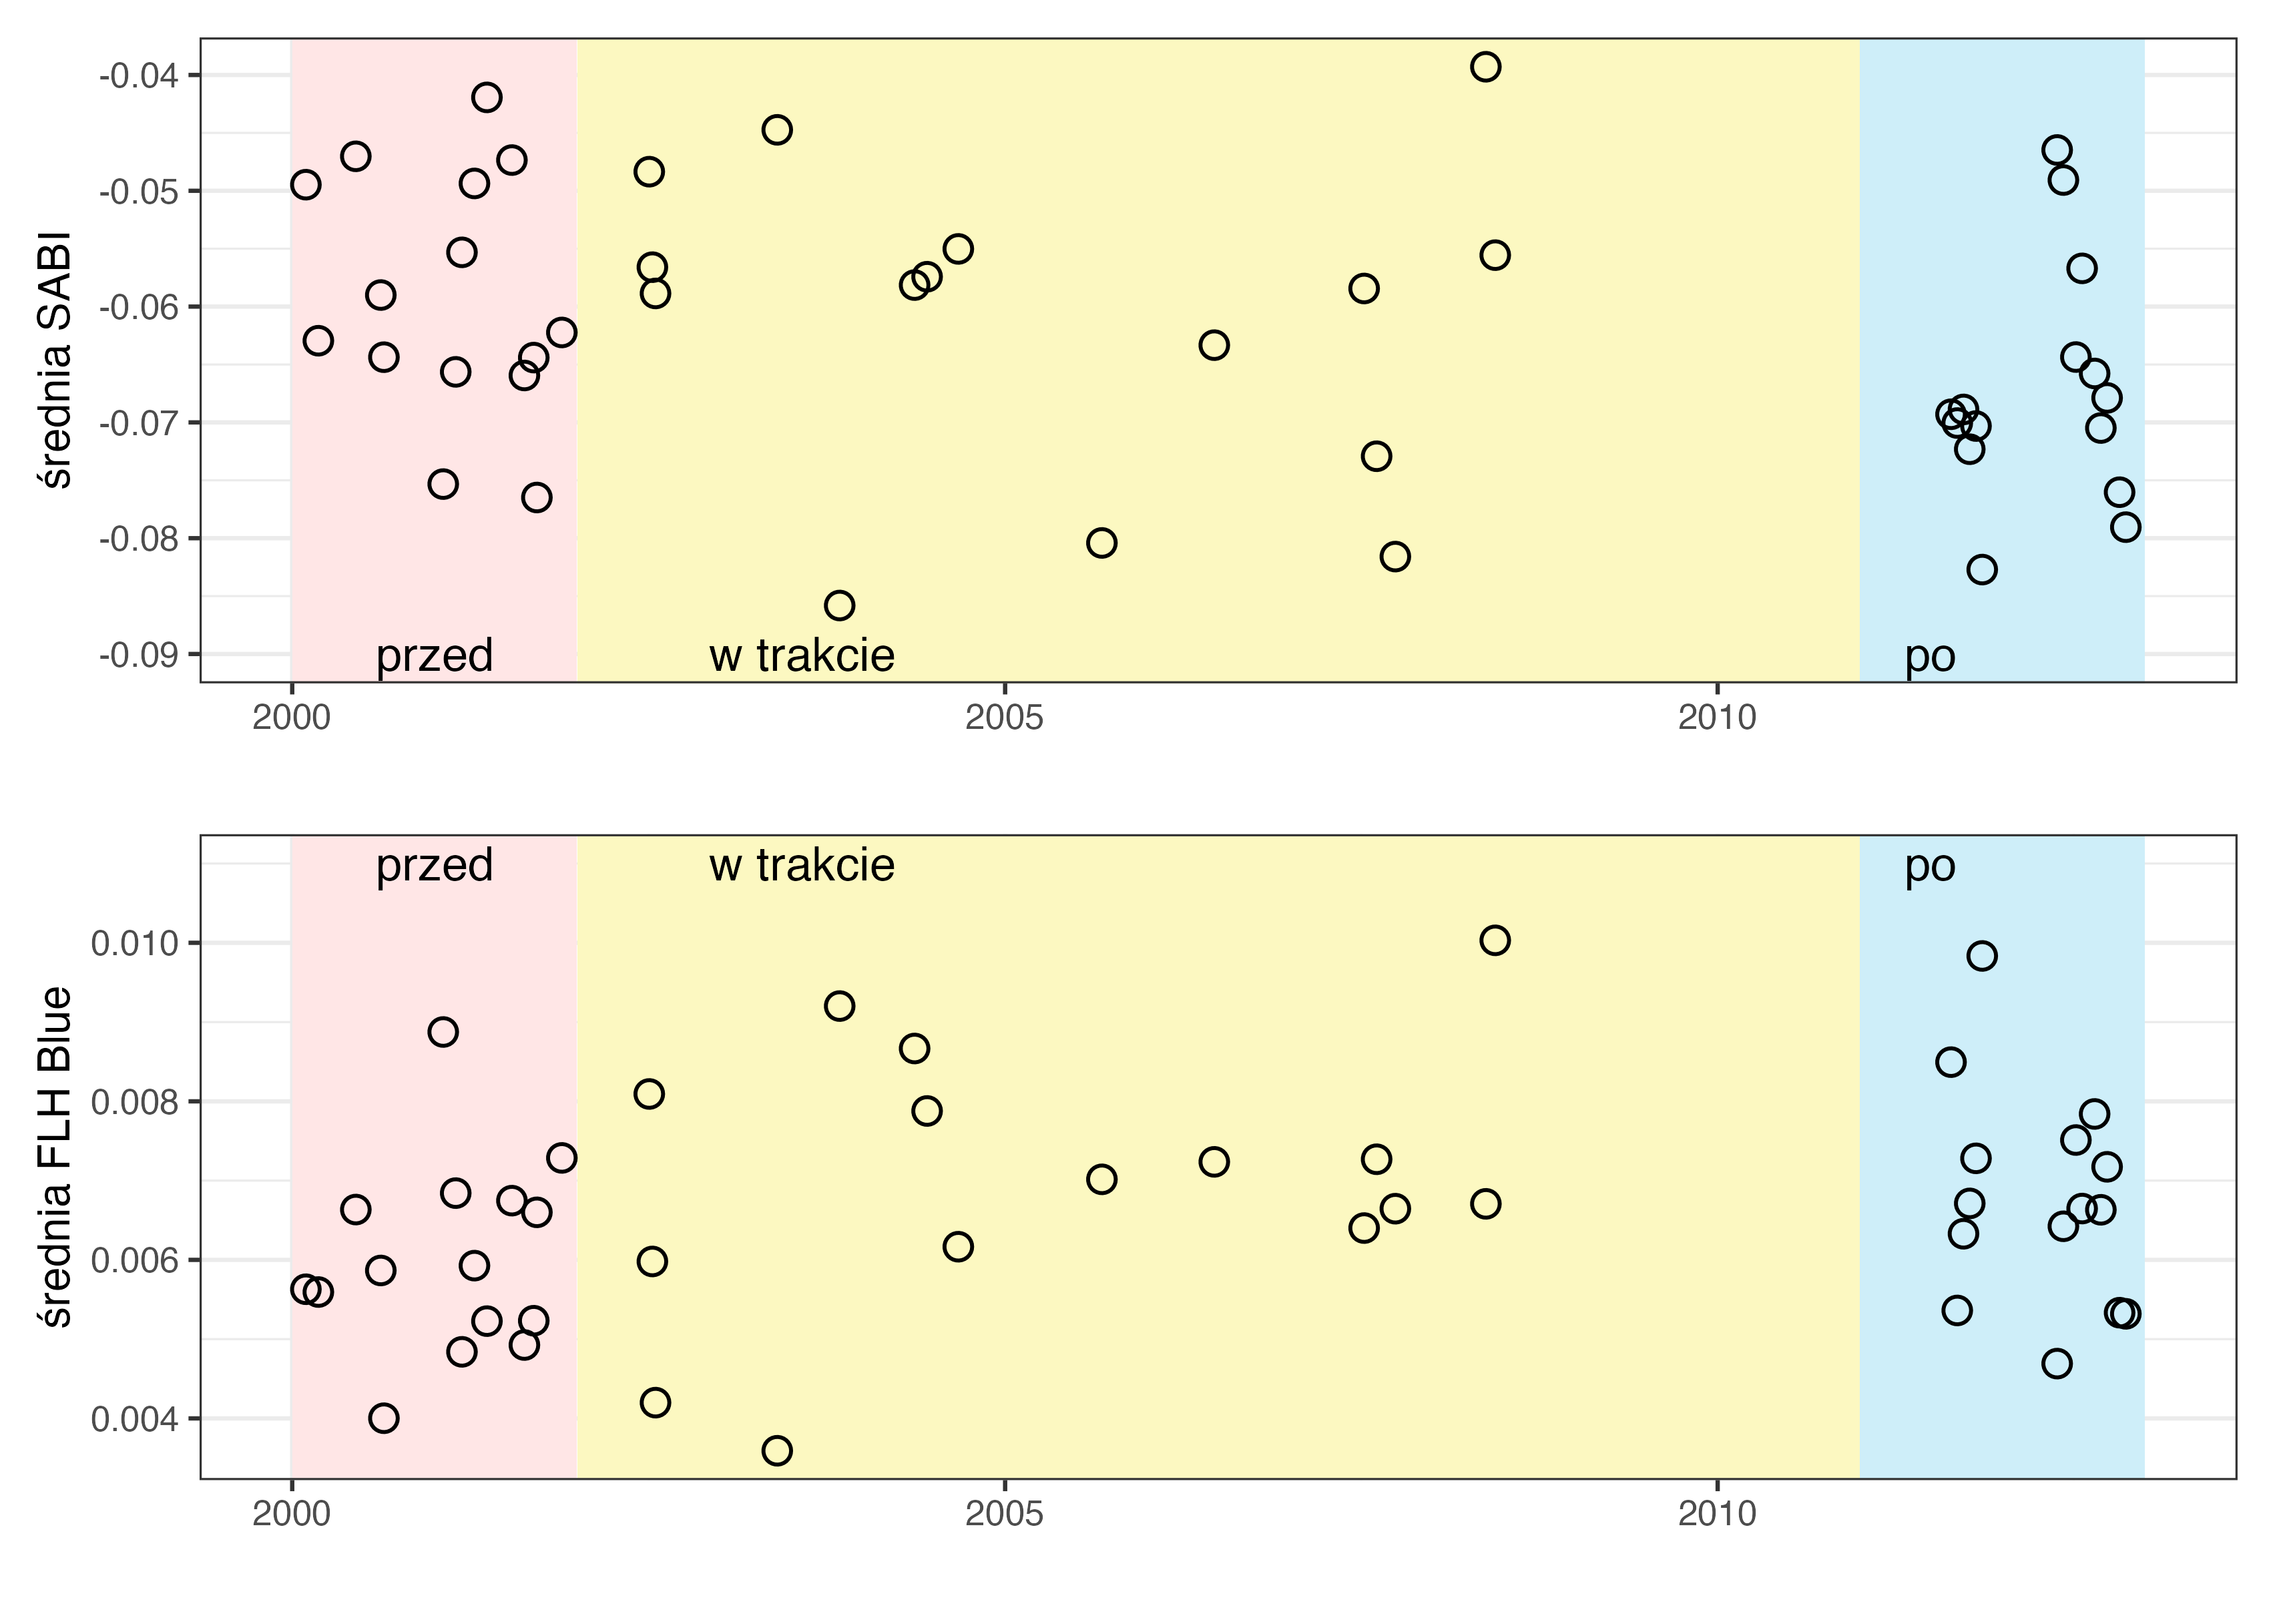 średnia SABI
-0.04
-0.05
-0.06
-0.07
-0.08
-0.09
przed
w trakcie
po
2000
2005
2010
średnia FLH Blue
przed
w trakcie
po
0.010
0.008
0.006
0.004
2000
2005
2010